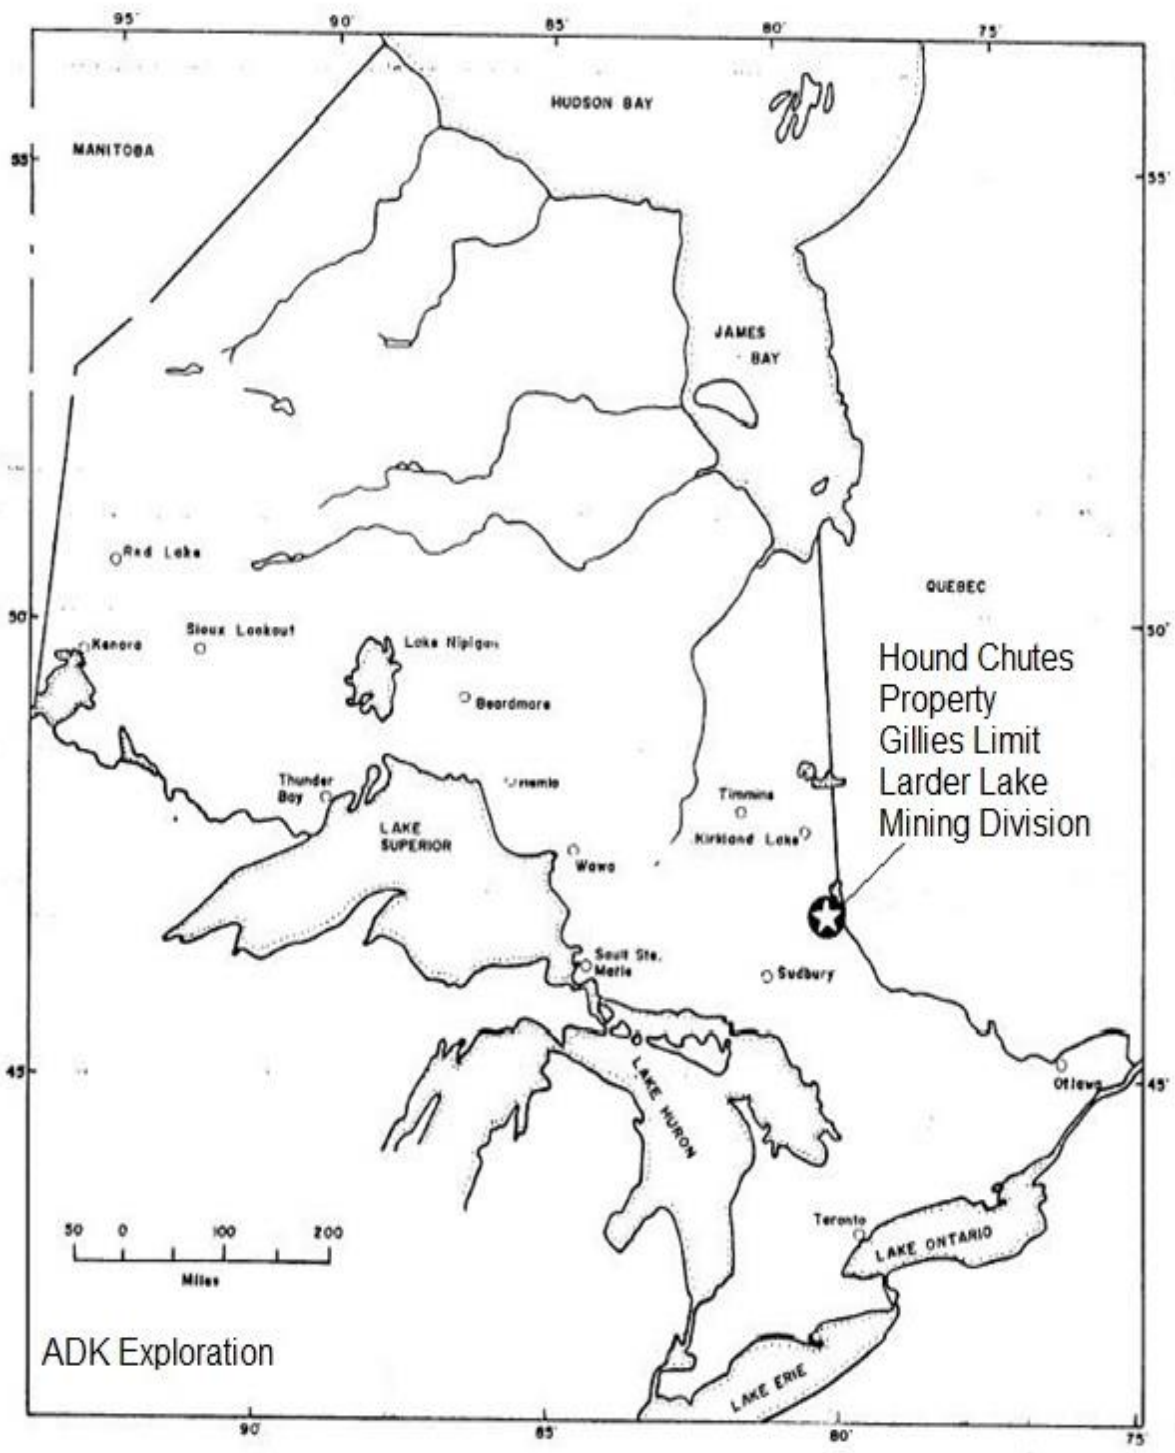 95' 90' 85' 80' 75'
HUDSON BAY
MANITOBA
55' 55'
JAMES
BAY
Red Lake
QUEBEC
50' 50'
Sioux Lookout
Kenora
Lake Nipigon
Beardmore
Hound Chutes
Property
Gillies Limit
Larder Lake
Mining Division
Thunder
Bay
Timmins
Kirkland Lake
LAKE
SUPERIOR
Wawa
Sault Ste.
Marie
Sudbury
LAKE HURON
45' 45'
Ottawa
Toronto
LAKE ONTARIO
50 0 100 200
Miles
ADK Exploration
LAKE ERIE
90' 85' 80' 75'